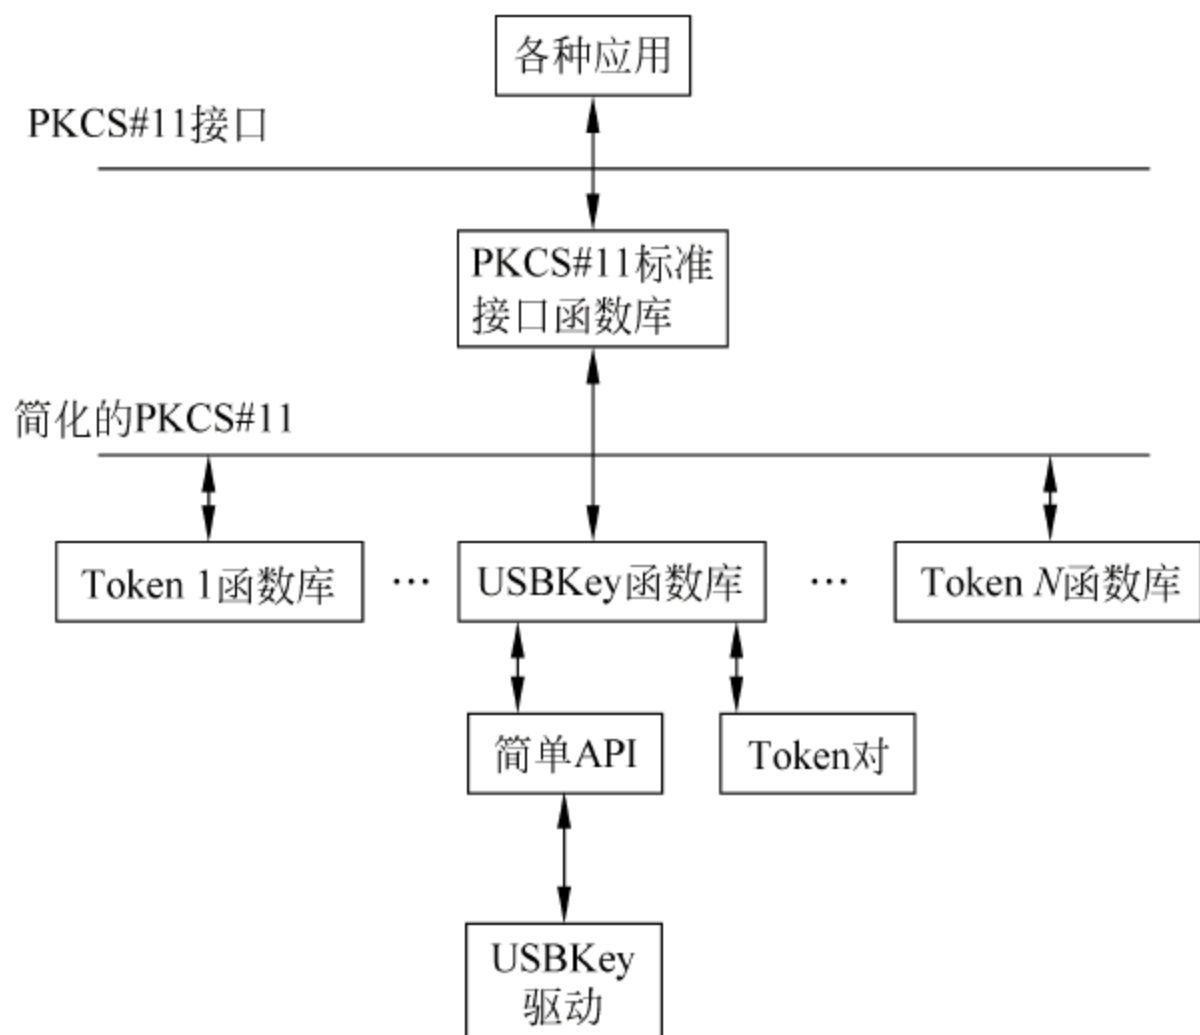 各种应用
PKCS#11接口
PKCS#11标准
接口函数库
简化的PKCS#11
Token 1函数库 … USBKey函数库 … Token N函数库
简单API Token对
USBKey
驱动